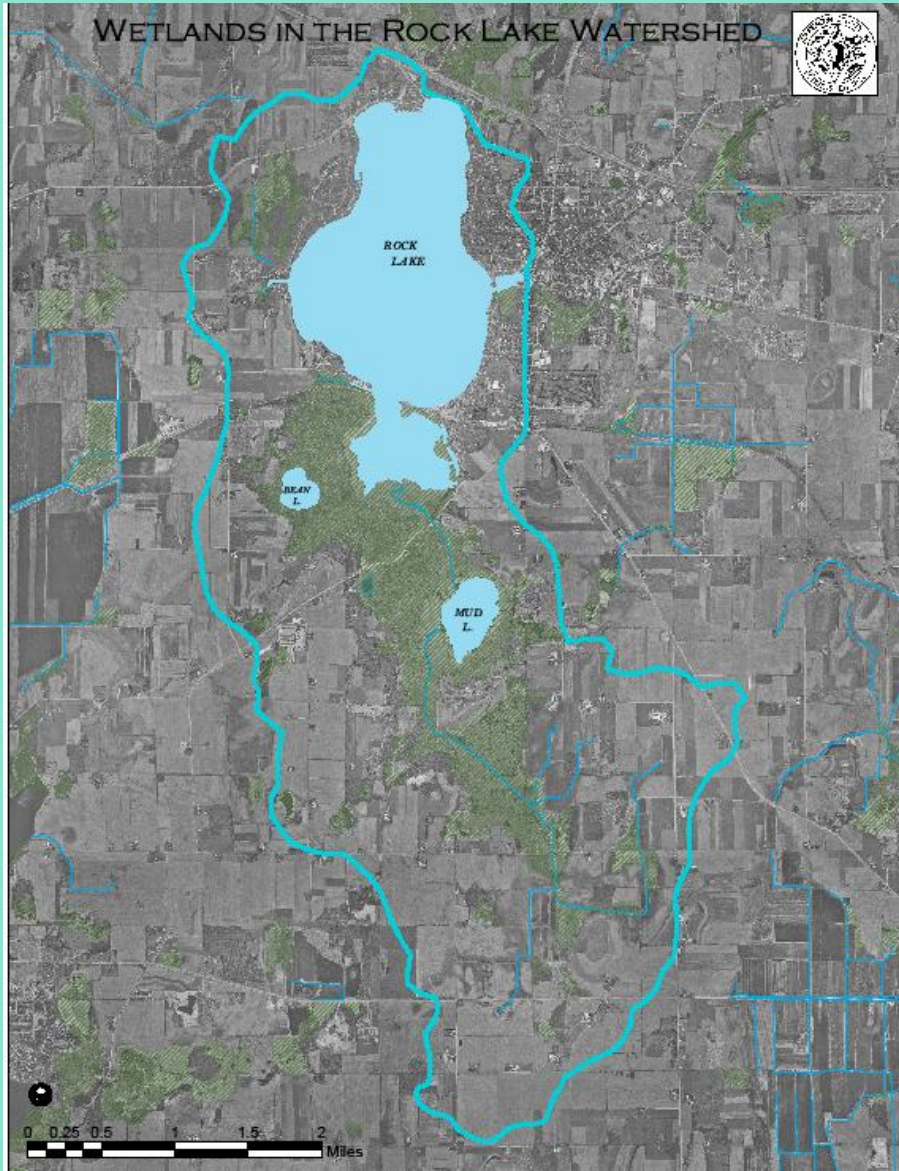 WETLANDS IN THE ROCK LAKE WATERSHED
ROCK
LAKE
BEAN
L.
MUD
L.
0 0.25 0.5 1 1.5 2
Miles